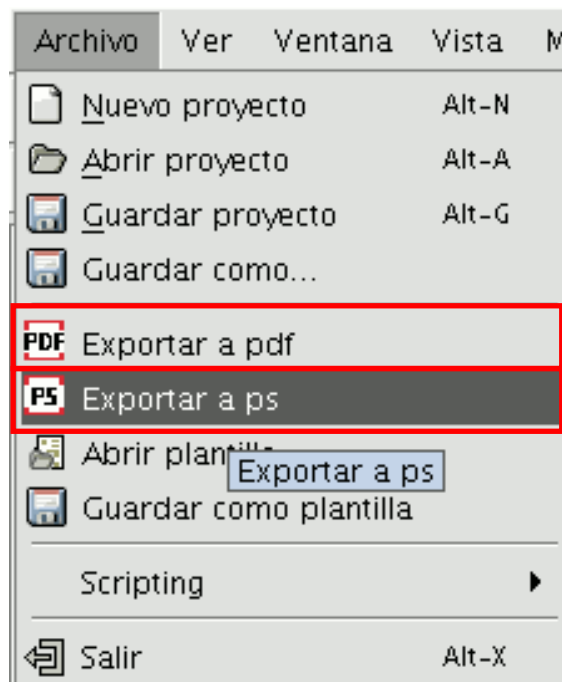 Archivo Ver Ventana Vista
Nuevo proyecto Alt-N
Abrir proyecto Alt-A
Guardar proyecto Alt-G
Guardar como...
PDF Exportar a pdf
PS Exportar a ps
Abrir
Exportar a ps
Guardar como plantilla
Scripting
Salir Alt-X